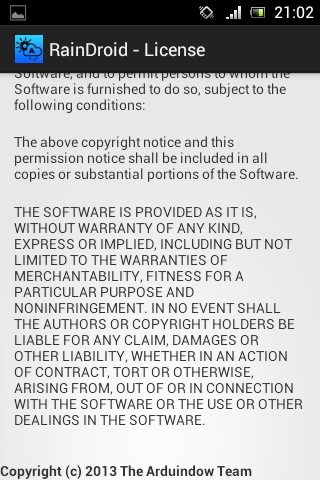 21:02
RainDroid - License
Software, and to permit persons to whom the
Software is furnished to do so, subject to the
following conditions:
The above copyright notice and this
permission notice shall be included in all
copies or substantial portions of the Software.
THE SOFTWARE IS PROVIDED AS IT IS,
WITHOUT WARRANTY OF ANY KIND,
EXPRESS OR IMPLIED, INCLUDING BUT NOT
LIMITED TO THE WARRANTIES OF
MERCHANTABILITY, FITNESS FOR A
PARTICULAR PURPOSE AND
NONINFRINGEMENT. IN NO EVENT SHALL
THE AUTHORS OR COPYRIGHT HOLDERS BE
LIABLE FOR ANY CLAIM, DAMAGES OR
OTHER LIABILITY, WHETHER IN AN ACTION
OF CONTRACT, TORT OR OTHERWISE,
ARISING FROM, OUT OF OR IN CONNECTION
WITH THE SOFTWARE OR THE USE OR OTHER
DEALINGS IN THE SOFTWARE.
Copyright (c) 2013 The Arduindow Team